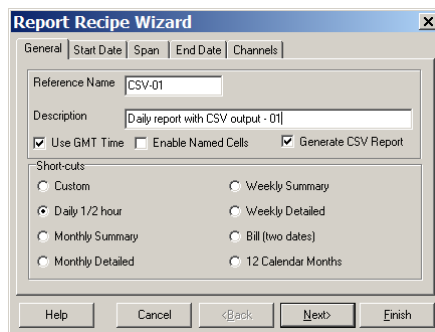 Report Recipe Wizard
General Start Date Span End Date Channels
Reference Name CSV-01
Description Daily report with CSV output - 01
Use GMT Time Enable Named Cells Generate CSV Report
Short-cuts
Custom Weekly Summary
Daily 1/2 hour Weekly Detailed
Monthly Summary Bill (two dates)
Monthly Detailed 12 Calendar Months
Help Cancel <Back Next> Finish